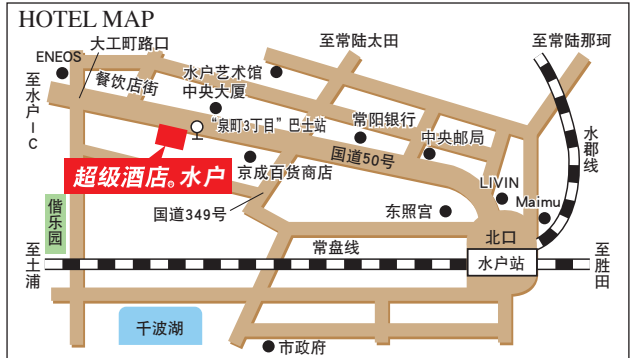 HOTEL MAP
大工町路口
至常陆太田
至常陆那珂
ENEOS
水户艺术馆
餐饮店街
中央大厦
至水户IC
“泉町3丁目”巴士站
常阳银行
中央邮局
水郡线
国道50号
超级酒店。水户
京成百货商店
LIVIN
Maimu
国道349号
东照宫
偕乐园
北口
至土浦
常盘线
水户站
至胜田
千波湖
市政府